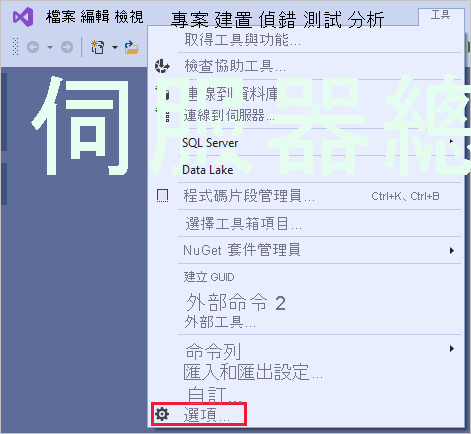 檔案 編輯 檢視 專案 建置 偵錯 測試 分析 工具
取得工具與功能...
檢查協助工具...
連線到資料庫
連線到伺服器...
伺服器總
SQL Server
Data Lake
程式碼片段管理員... Ctrl+K、Ctrl+B
選擇工具箱項目...
NuGet 套件管理員
建立 GUID
外部命令 2
外部工具...
命令列
匯入和匯出設定...
自訂...
選項...